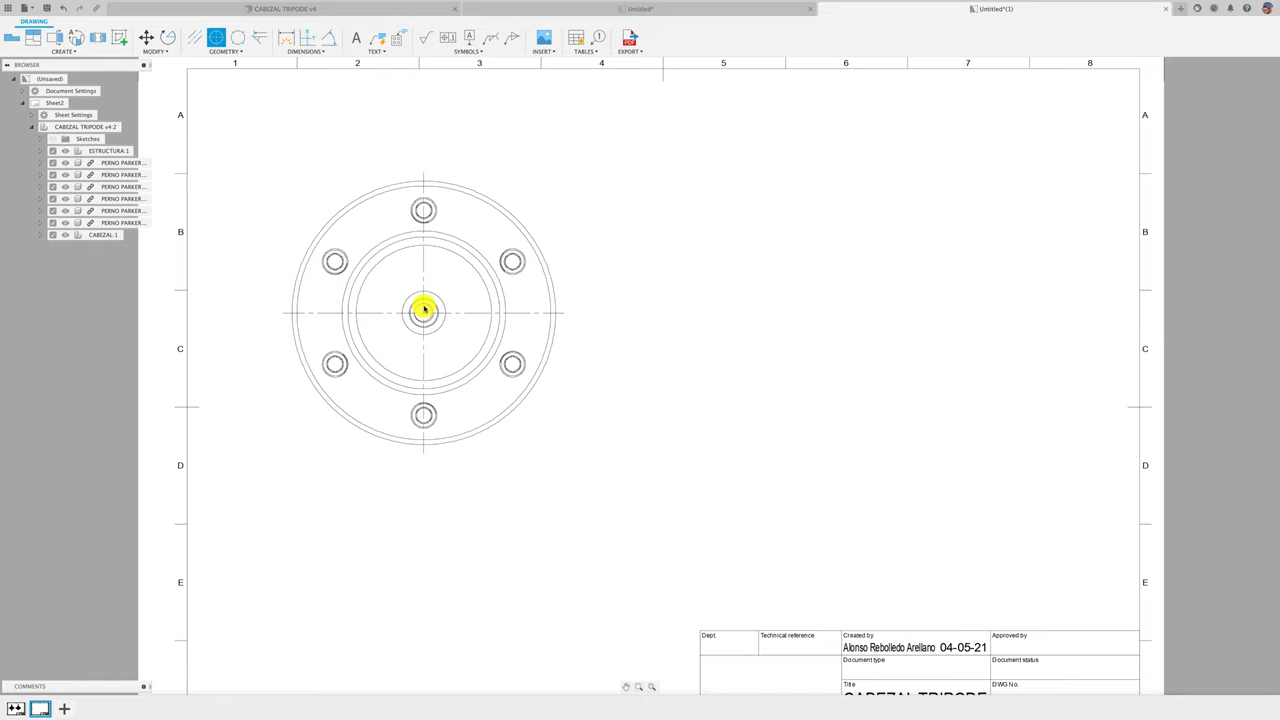 CABEZAL TRIPODE v4
Untitled*
Untitled*(1)
DRAWING
CREATE
MODIFY
GEOMETRY
DIMENSIONS
TEXT
SYMBOLS
INSERT
TABLES
EXPORT
BROWSER
(Unsaved)
Document Settings
Sheet2
Sheet Settings
CABEZAL TRIPODE v4:2
Sketches
ESTRUCTURA:1
PERNO PARKER...
PERNO PARKER...
PERNO PARKER...
PERNO PARKER...
PERNO PARKER...
PERNO PARKER...
CABEZAL:1
1 2 3 4 5 6 7 8
A A
B B
C C
D D
E E
Dept. Technical reference Created by Approved by
Alonso Rebolledo Arellano 04-05-21
Document type Document status
Title DWG No.
CABEZAL TRIPODE
COMMENTS